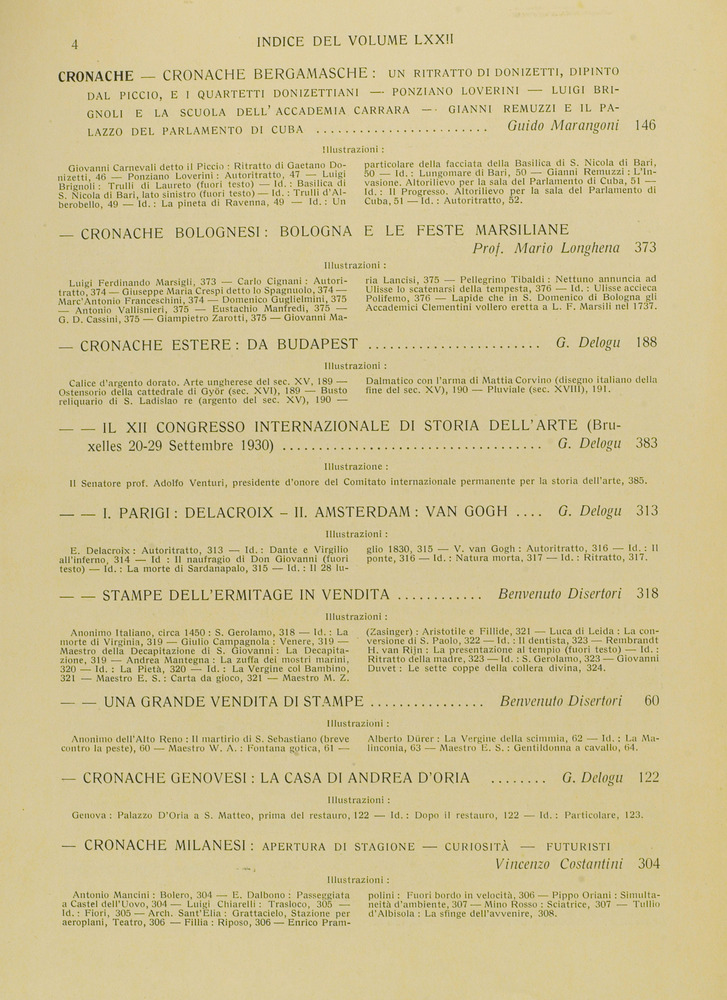 4
INDICE DEL VOLUME LXXII
CRONACHE — CRONACHE BERGAMASCHE : UN RITRATTO DI DONIZETTI, DIPINTO
DAL PICCIO, E I QUARTETTI DONIZETTIANI — PONZIANO LOVERINI — LUIGI BRI-
GNOLI E LA SCUOLA DELL'ACCADEMIA CARRARA — GIANNI REMUZZI E IL PA-
LAZZO DEL PARLAMENTO DI CUBA ........................ Guido Marangoni 146
Illustrazioni :
Giovanni Carnevali detto il Piccio : Ritratto di Gaetano Do-
nizetti, 46 — Ponziano Loverini : Autoritratto, 47 — Luigi
Brignoli : Trulli di Laureto (fuori testo) — Id. : Basilica di
S. Nicola di Bari, lato sinistro (fuori testo) — Id. : Trulli d'Al-
berobello, 49 — Id. : La pineta di Ravenna, 49 — Id. : Un
particolare della facciata della Basilica di S. Nicola di Bari,
50 — Id. : Lungomare di Bari, 50 — Gianni Remuzzi : L'In-
vasione. Altorilievo per la sala del Parlamento di Cuba, 51 —
Id. : Il Progresso. Altorilievo per la sala del Parlamento di
Cuba, 51 — Id. : Autoritratto, 52.
— CRONACHE BOLOGNESI : BOLOGNA E LE FESTE MARSILIANE
Prof. Mario Longhena 373
Illustrazioni :
Luigi Ferdinando Marsigli, 373 — Carlo Cignani : Autori-
tratto, 374 — Giuseppe Maria Crespi detto lo Spagnuolo, 374 —
Marc'Antonio Franceschini, 374 — Domenico Guglielmini, 375
— Antonio Vallisnieri, 375 — Eustachio Manfredi, 375 —
G. D. Cassini, 375 — Giampietro Zarotti, 375 — Giovanni Ma-
ria Lancisi, 375 — Pellegrino Tibaldi : Nettuno annuncia ad
Ulisse lo scatenarsi della tempesta, 376 — Id. : Ulisse accieca
Polifemo, 376 — Lapide che in S. Domenico di Bologna gli
Accademici Clementini vollero eretta a L. F. Marsili nel 1737.
— CRONACHE ESTERE : DA BUDAPEST ...................... G. Delogu 188
Illustrazioni :
Calice d'argento dorato. Arte ungherese del sec. XV, 189 —
Ostensorio della cattedrale di Györ (sec. XVI), 189 — Busto
reliquario di S. Ladislao re (argento del sec. XV), 190 —
Dalmatico con l'arma di Mattia Corvino (disegno italiano della
fine del sec. XV), 190 — Pluviale (sec. XVIII), 191.
— — IL XII CONGRESSO INTERNAZIONALE DI STORIA DELL'ARTE (Bru-
xelles 20-29 Settembre 1930) ................................. G. Delogu 383
Illustrazione :
Il Senatore prof. Adolfo Venturi, presidente d'onore del Comitato internazionale permanente per la storia dell'arte, 385.
— — I. PARIGI : DELACROIX – II. AMSTERDAM : VAN GOGH .... G. Delogu 313
Illustrazioni :
E. Delacroix : Autoritratto, 313 — Id. : Dante e Virgilio
all'inferno, 314 — Id : Il naufragio di Don Giovanni (fuori
testo) — Id. : La morte di Sardanapalo, 315 — Id. : Il 28 lu-
glio 1830, 315 — V. van Gogh : Autoritratto, 316 — Id. : Il
ponte, 316 — Id. : Natura morta, 317 — Id. : Ritratto, 317.
— — STAMPE DELL'ERMITAGE IN VENDITA ............ Benvenuto Disertori 318
Illustrazioni :
Anonimo Italiano, circa 1450 : S. Gerolamo, 318 — Id. : La
morte di Virginia, 319 — Giulio Campagnola : Venere, 319 —
Maestro della Decapitazione di S. Giovanni : La Decapita-
zione, 319 — Andrea Mantegna : La zuffa dei mostri marini,
320 — Id. : La Pietà, 320 — Id. : La Vergine col Bambino,
321 — Maestro E. S. : Carta da gioco, 321 — Maestro M. Z.
(Zasinger) : Aristotile e Fillide, 321 — Luca di Leida : La con-
versione di S. Paolo, 322 — Id. : Il dentista, 323 — Rembrandt
H. van Rijn : La presentazione al tempio (fuori testo) — Id. :
Ritratto della madre, 323 — Id. : S. Gerolamo, 323 — Giovanni
Duvet : Le sette coppe della collera divina, 324.
— — UNA GRANDE VENDITA DI STAMPE ................ Benvenuto Disertori 60
Illustrazioni :
Anonimo dell'Alto Reno : Il martirio di S. Sebastiano (breve
contro la peste), 60 — Maestro W. A. : Fontana gotica, 61 —
Alberto Dürer : La Vergine della scimmia, 62 — Id. : La Ma-
linconia, 63 — Maestro E. S. : Gentildonna a cavallo, 64.
— CRONACHE GENOVESI : LA CASA DI ANDREA D'ORIA ........ G. Delogu 122
Illustrazioni :
Genova : Palazzo D'Oria a S. Matteo, prima del restauro, 122 — Id. : Dopo il restauro, 122 — Id. : Particolare, 123.
— CRONACHE MILANESI : APERTURA DI STAGIONE — CURIOSITÀ — FUTURISTI
Vincenzo Costantini 304
Illustrazioni :
Antonio Mancini : Bolero, 304 — E. Dalbono : Passeggiata
a Castel dell'Uovo, 304 — Luigi Chiarelli : Trasloco, 305 —
Id. : Fiori, 305 — Arch. Sant'Elia : Grattacielo, Stazione per
aeroplani, Teatro, 306 — Fillia : Riposo, 306 — Enrico Pram-
polini : Fuori bordo in velocità, 306 — Pippo Oriani : Simulta-
neità d'ambiente, 307 — Mino Rosso : Sciatrice, 307 — Tullio
d'Albisola : La sfinge dell'avvenire, 308.